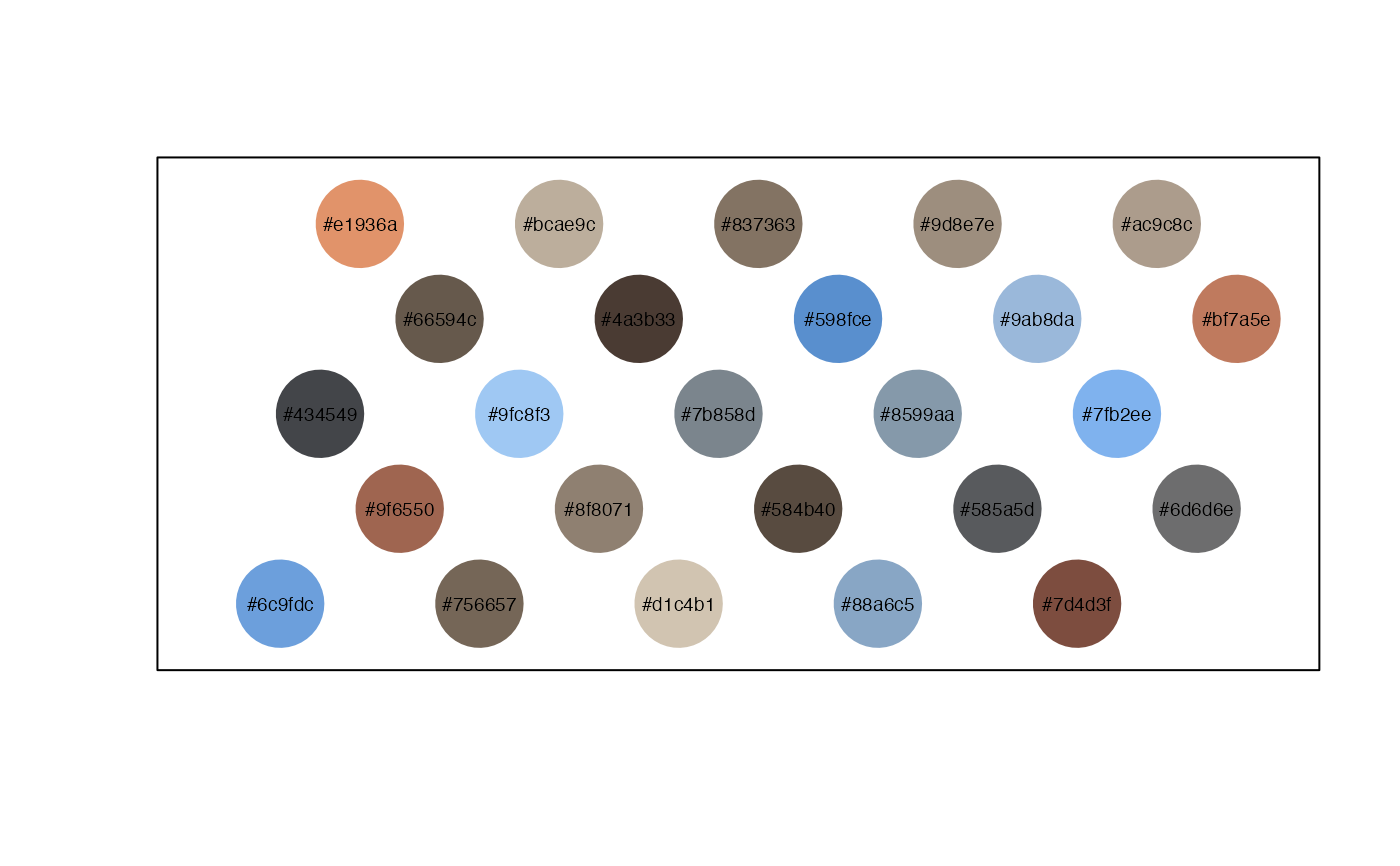 #e1936a #bcae9c #837363 #9d8e7e #ac9c8c
#66594c #4a3b33 #598fce #9ab8da #bf7a5e
#434549 #9fc8f3 #7b858d #8599aa #7fb2ee
#9f6550 #8f8071 #584b40 #585a5d #6d6d6e
#6c9fdc #756657 #d1c4b1 #88a6c5 #7d4d3f